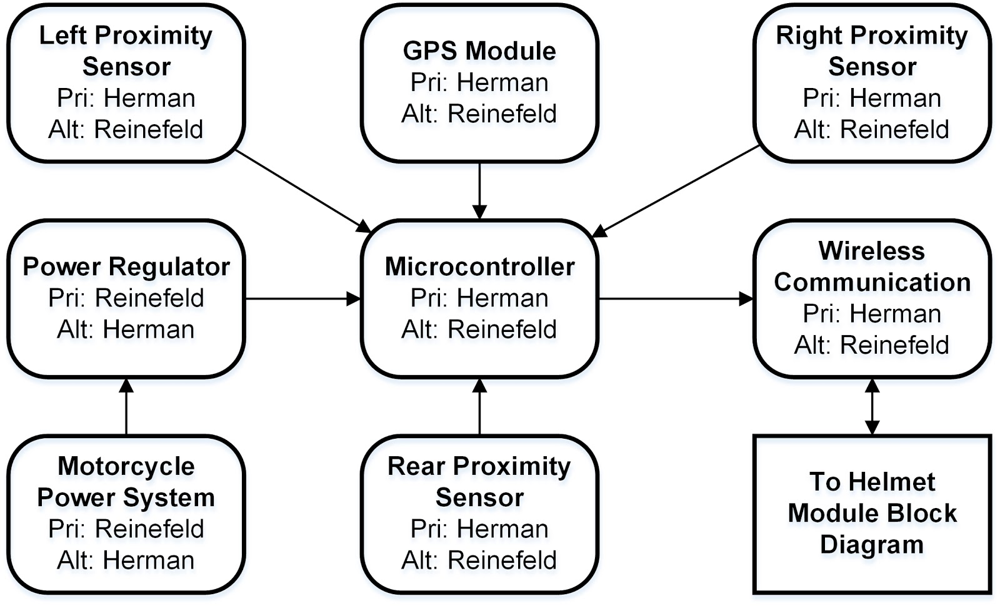 Left Proximity
Sensor
Pri: Herman
Alt: Reinefeld
GPS Module
Pri: Herman
Alt: Reinefeld
Right Proximity
Sensor
Pri: Herman
Alt: Reinefeld
Power Regulator
Pri: Reinefeld
Alt: Herman
Microcontroller
Pri: Herman
Alt: Reinefeld
Wireless
Communication
Pri: Herman
Alt: Reinefeld
Motorcycle
Power System
Pri: Reinefeld
Alt: Herman
Rear Proximity
Sensor
Pri: Herman
Alt: Reinefeld
To Helmet
Module Block
Diagram